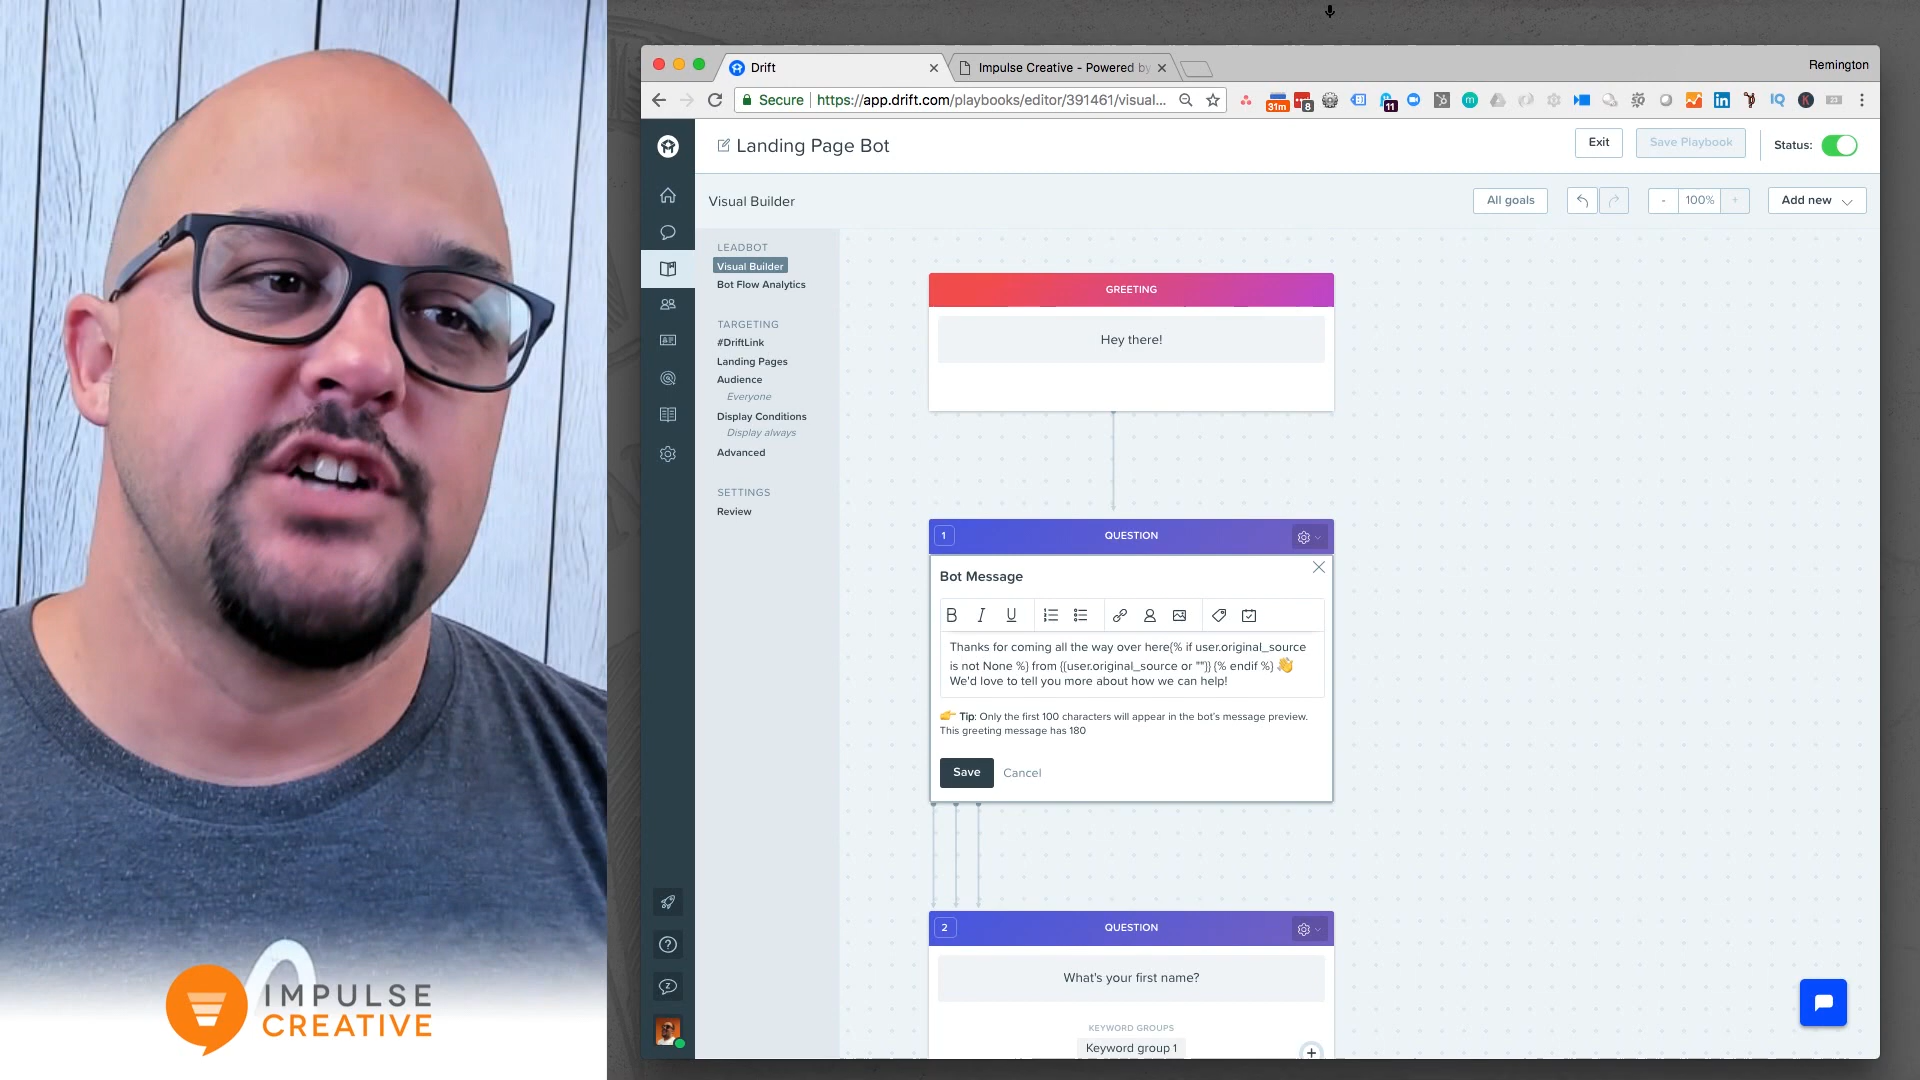 Drift
Impulse Creative - Powered by
Remington
Secure
https://app.drift.com/playbooks/editor/391461/visual...
31m
8
11
IQ
23
Landing Page Bot
Exit
Save Playbook
Status:
Visual Builder
All goals
- 100% +
Add new
LEADBOT
Visual Builder
Bot Flow Analytics
TARGETING
#DriftLink
Landing Pages
Audience
Everyone
Display Conditions
Display always
Advanced
SETTINGS
Review
GREETING
Hey there!
1
QUESTION
Bot Message
B I U
Thanks for coming all the way over here{% if user.original_source
is not None %} from {{user.original_source or ""}} {% endif %} 👋
We'd love to tell you more about how we can help!
👉 Tip: Only the first 100 characters will appear in the bot's message preview.
This greeting message has 180
Save
Cancel
2
QUESTION
What's your first name?
KEYWORD GROUPS
Keyword group 1
+
IMPULSE
CREATIVE